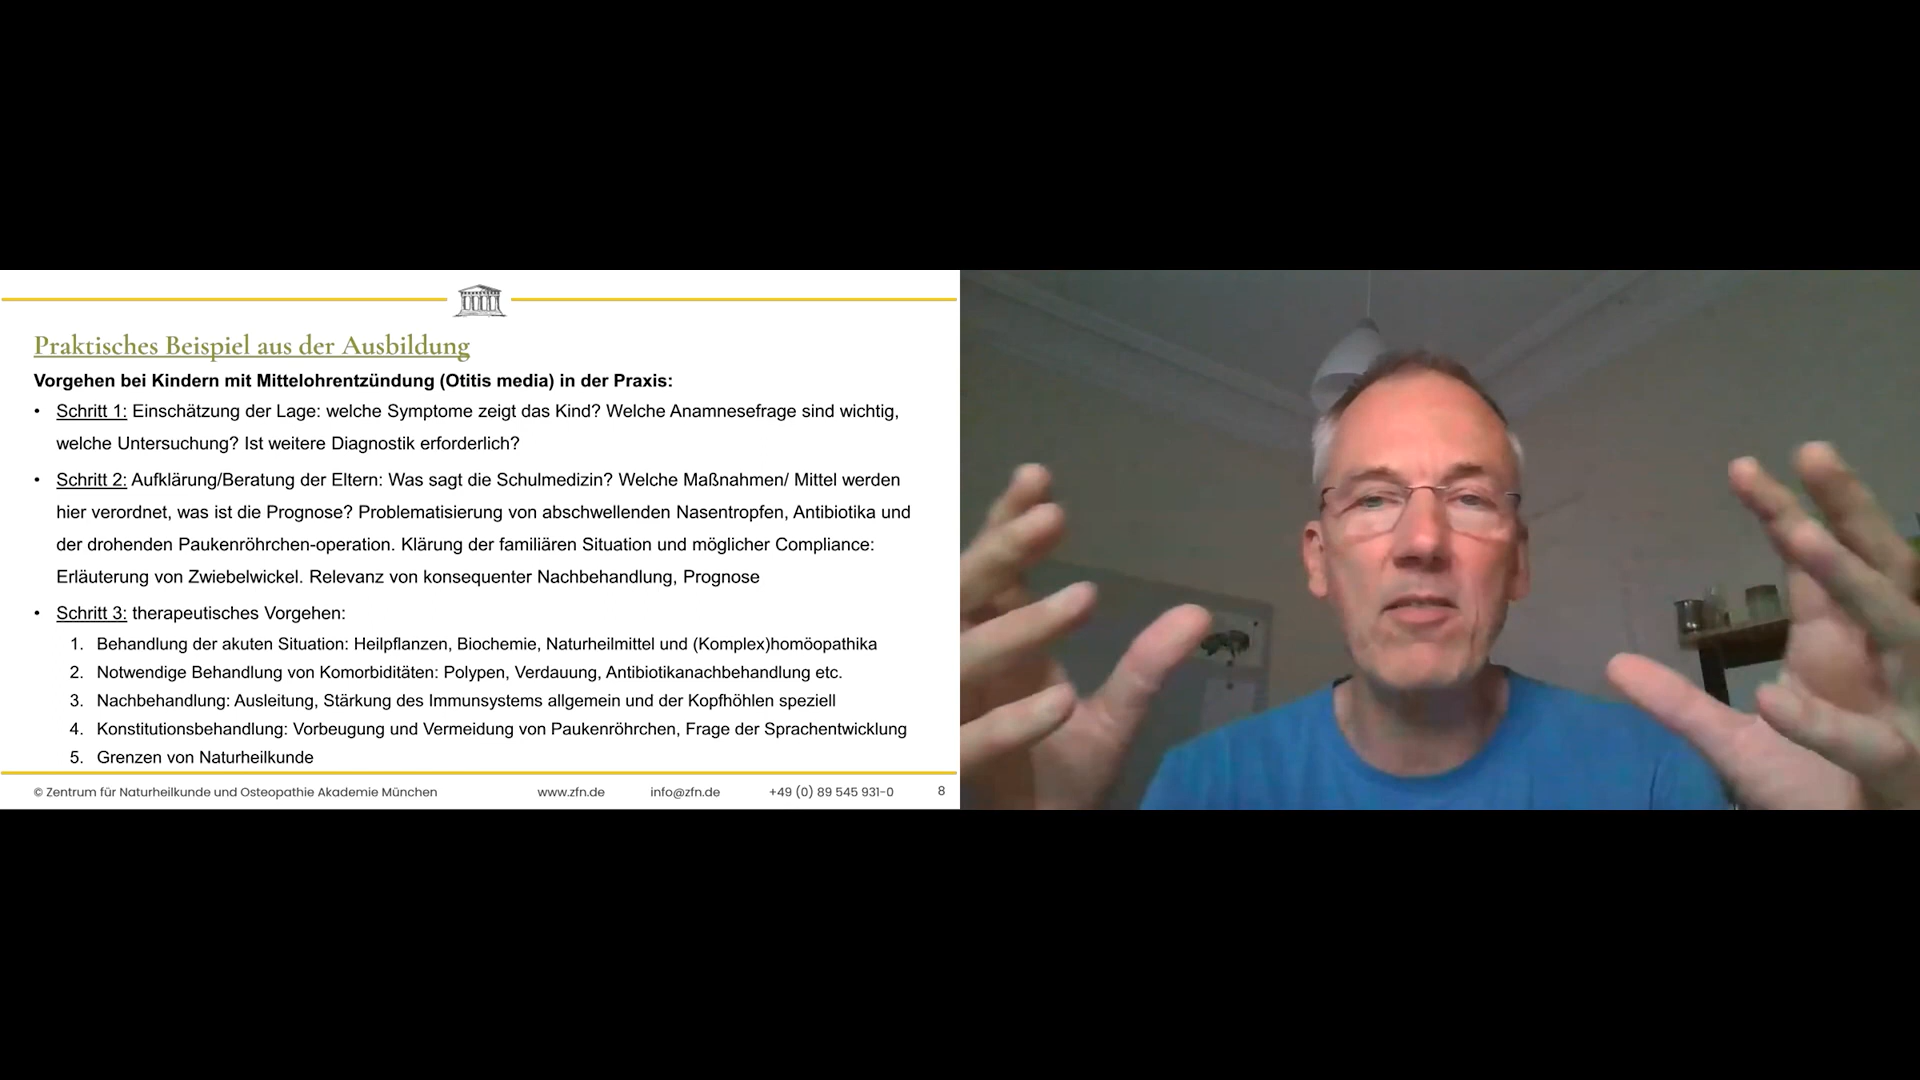 Praktisches Beispiel aus der Ausbildung
Vorgehen bei Kindern mit Mittelohrentzündung (Otitis media) in der Praxis:
• Schritt 1: Einschätzung der Lage: welche Symptome zeigt das Kind? Welche Anamnesefrage sind wichtig,
welche Untersuchung? Ist weitere Diagnostik erforderlich?
• Schritt 2: Aufklärung/Beratung der Eltern: Was sagt die Schulmedizin? Welche Maßnahmen/ Mittel werden
hier verordnet, was ist die Prognose? Problematisierung von abschwellenden Nasentropfen, Antibiotika und
der drohenden Paukenröhrchen-operation. Klärung der familiären Situation und möglicher Compliance:
Erläuterung von Zwiebelwickel. Relevanz von konsequenter Nachbehandlung, Prognose
• Schritt 3: therapeutisches Vorgehen:
1. Behandlung der akuten Situation: Heilpflanzen, Biochemie, Naturheilmittel und (Komplex)homöopathika
2. Notwendige Behandlung von Komorbiditäten: Polypen, Verdauung, Antibiotikanachbehandlung etc.
3. Nachbehandlung: Ausleitung, Stärkung des Immunsystems allgemein und der Kopfhöhlen speziell
4. Konstitutionsbehandlung: Vorbeugung und Vermeidung von Paukenröhrchen, Frage der Sprachentwicklung
5. Grenzen von Naturheilkunde
© Zentrum für Naturheilkunde und Osteopathie Akademie München www.zfn.de info@zfn.de +49 (0) 89 545 931-0 8